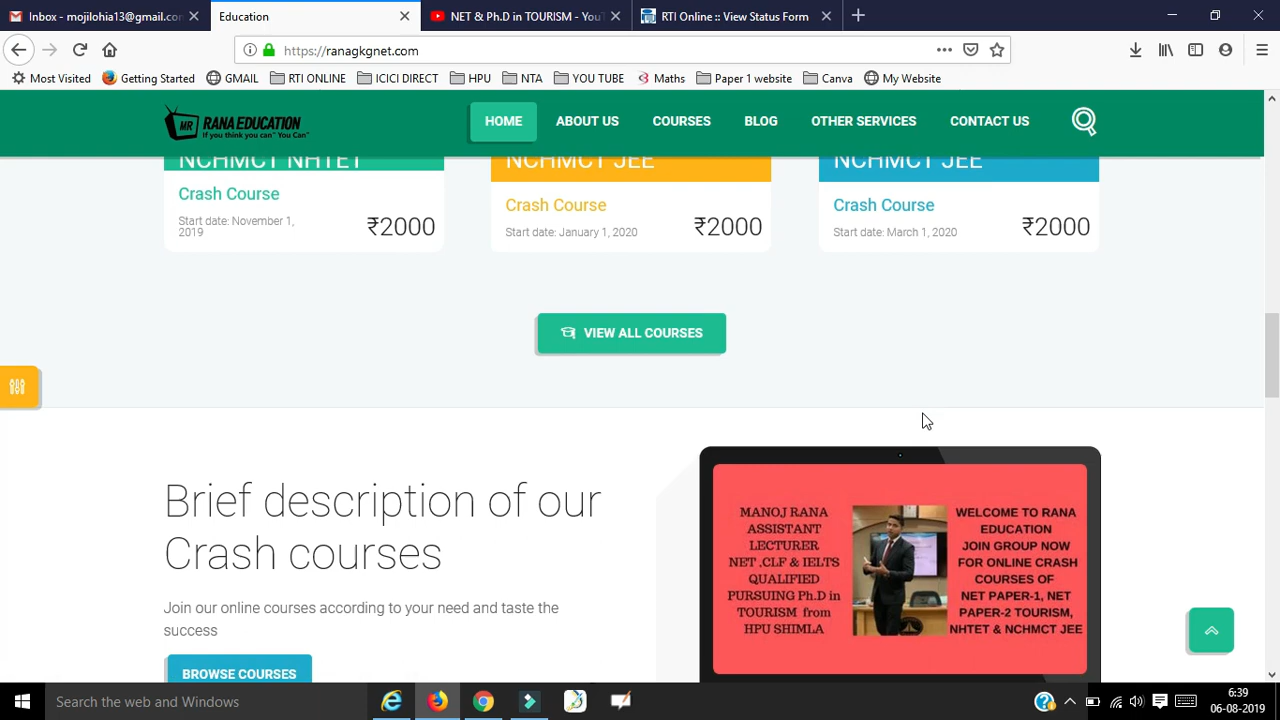 Inbox - mojilohia13@gmail.com
Education
NET & Ph.D in TOURISM - YouT
RTI Online :: View Status Form
https://ranagkgnet.com
Most Visited
Getting Started
GMAIL
RTI ONLINE
ICICI DIRECT
HPU
NTA
YOU TUBE
Maths
Paper 1 website
Canva
My Website
MR RANA EDUCATION
If you think you can" You Can"
HOME
ABOUT US
COURSES
BLOG
OTHER SERVICES
CONTACT US
NCHMCT NHTET
Crash Course
Start date: November 1,
2019
₹2000
NCHMCT JEE
Crash Course
Start date: January 1, 2020
₹2000
NCHMCT JEE
Crash Course
Start date: March 1, 2020
₹2000
VIEW ALL COURSES
Brief description of our
Crash courses
Join our online courses according to your need and taste the
success
BROWSE COURSES
MANOJ RANA
ASSISTANT
LECTURER
NET ,CLF & IELTS
QUALIFIED
PURSUING Ph.D in
TOURISM from
HPU SHIMLA
WELCOME TO RANA
EDUCATION
JOIN GROUP NOW
FOR ONLINE CRASH
COURSES OF
NET PAPER-1, NET
PAPER-2 TOURISM,
NHTET & NCHMCT JEE
Search the web and Windows
6:39
06-08-2019